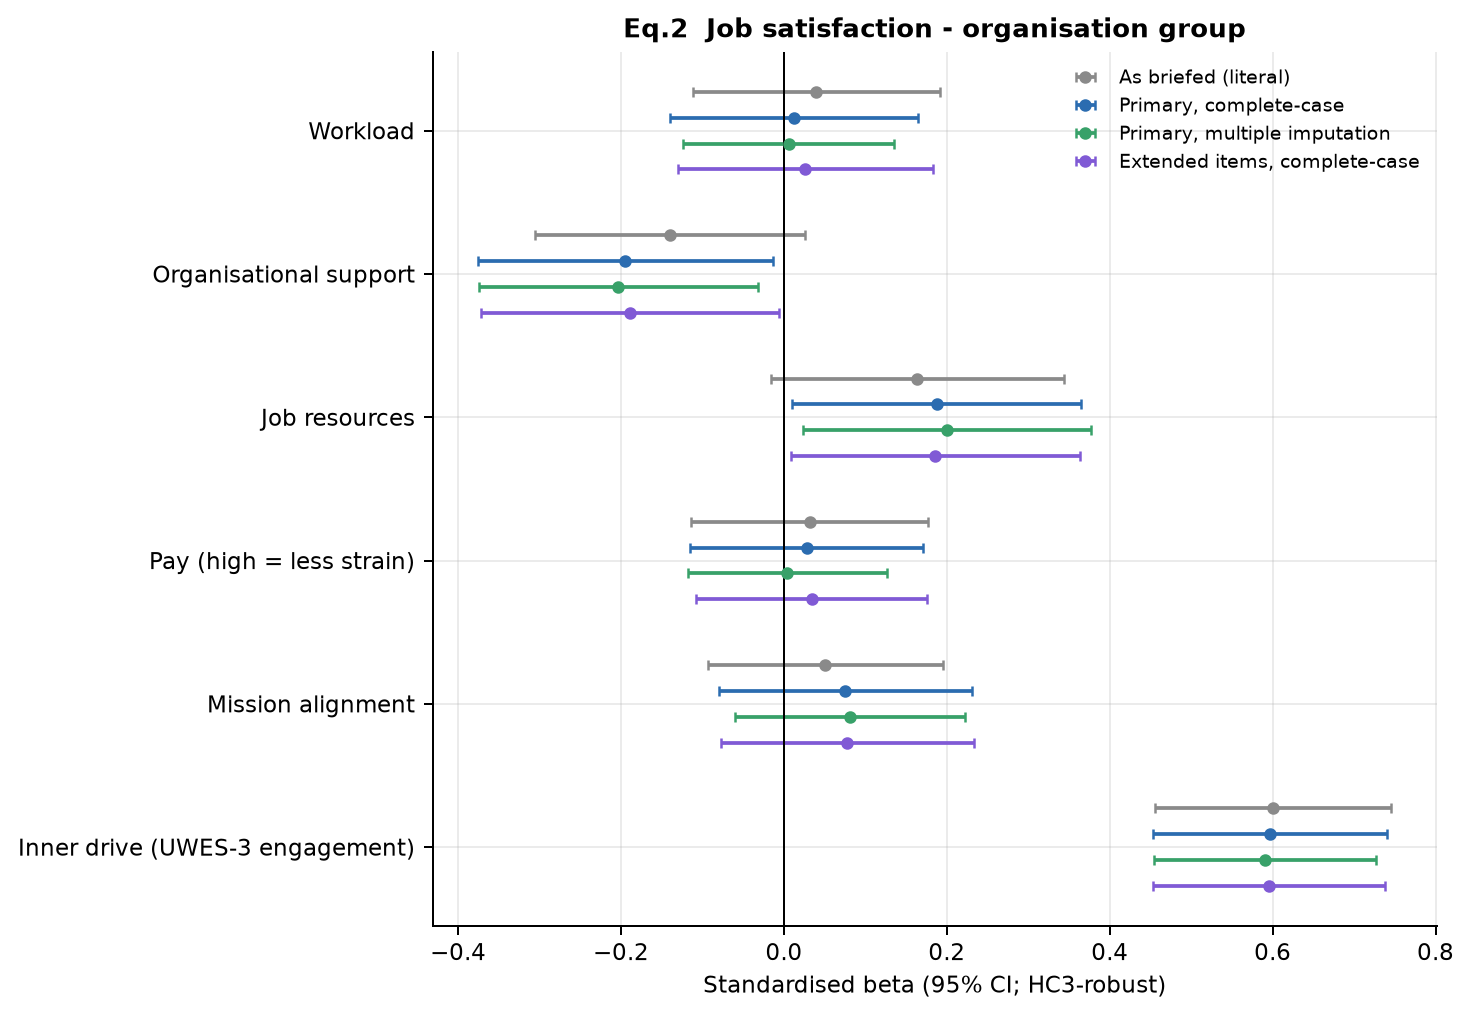 Eq.2  Job satisfaction - organisation group
As briefed (literal)
Primary, complete-case
Primary, multiple imputation
Extended items, complete-case
Workload
Organisational support
Job resources
Pay (high = less strain)
Mission alignment
Inner drive (UWES-3 engagement)
−0.4 −0.2 0.0 0.2 0.4 0.6 0.8
Standardised beta (95% CI; HC3-robust)